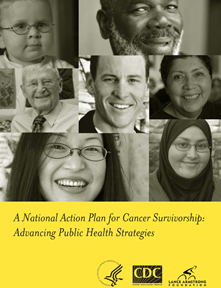 A National Action Plan for Cancer Survivorship:
Advancing Public Health Strategies
CDC
LANCE ARMSTRONG
FOUNDATION